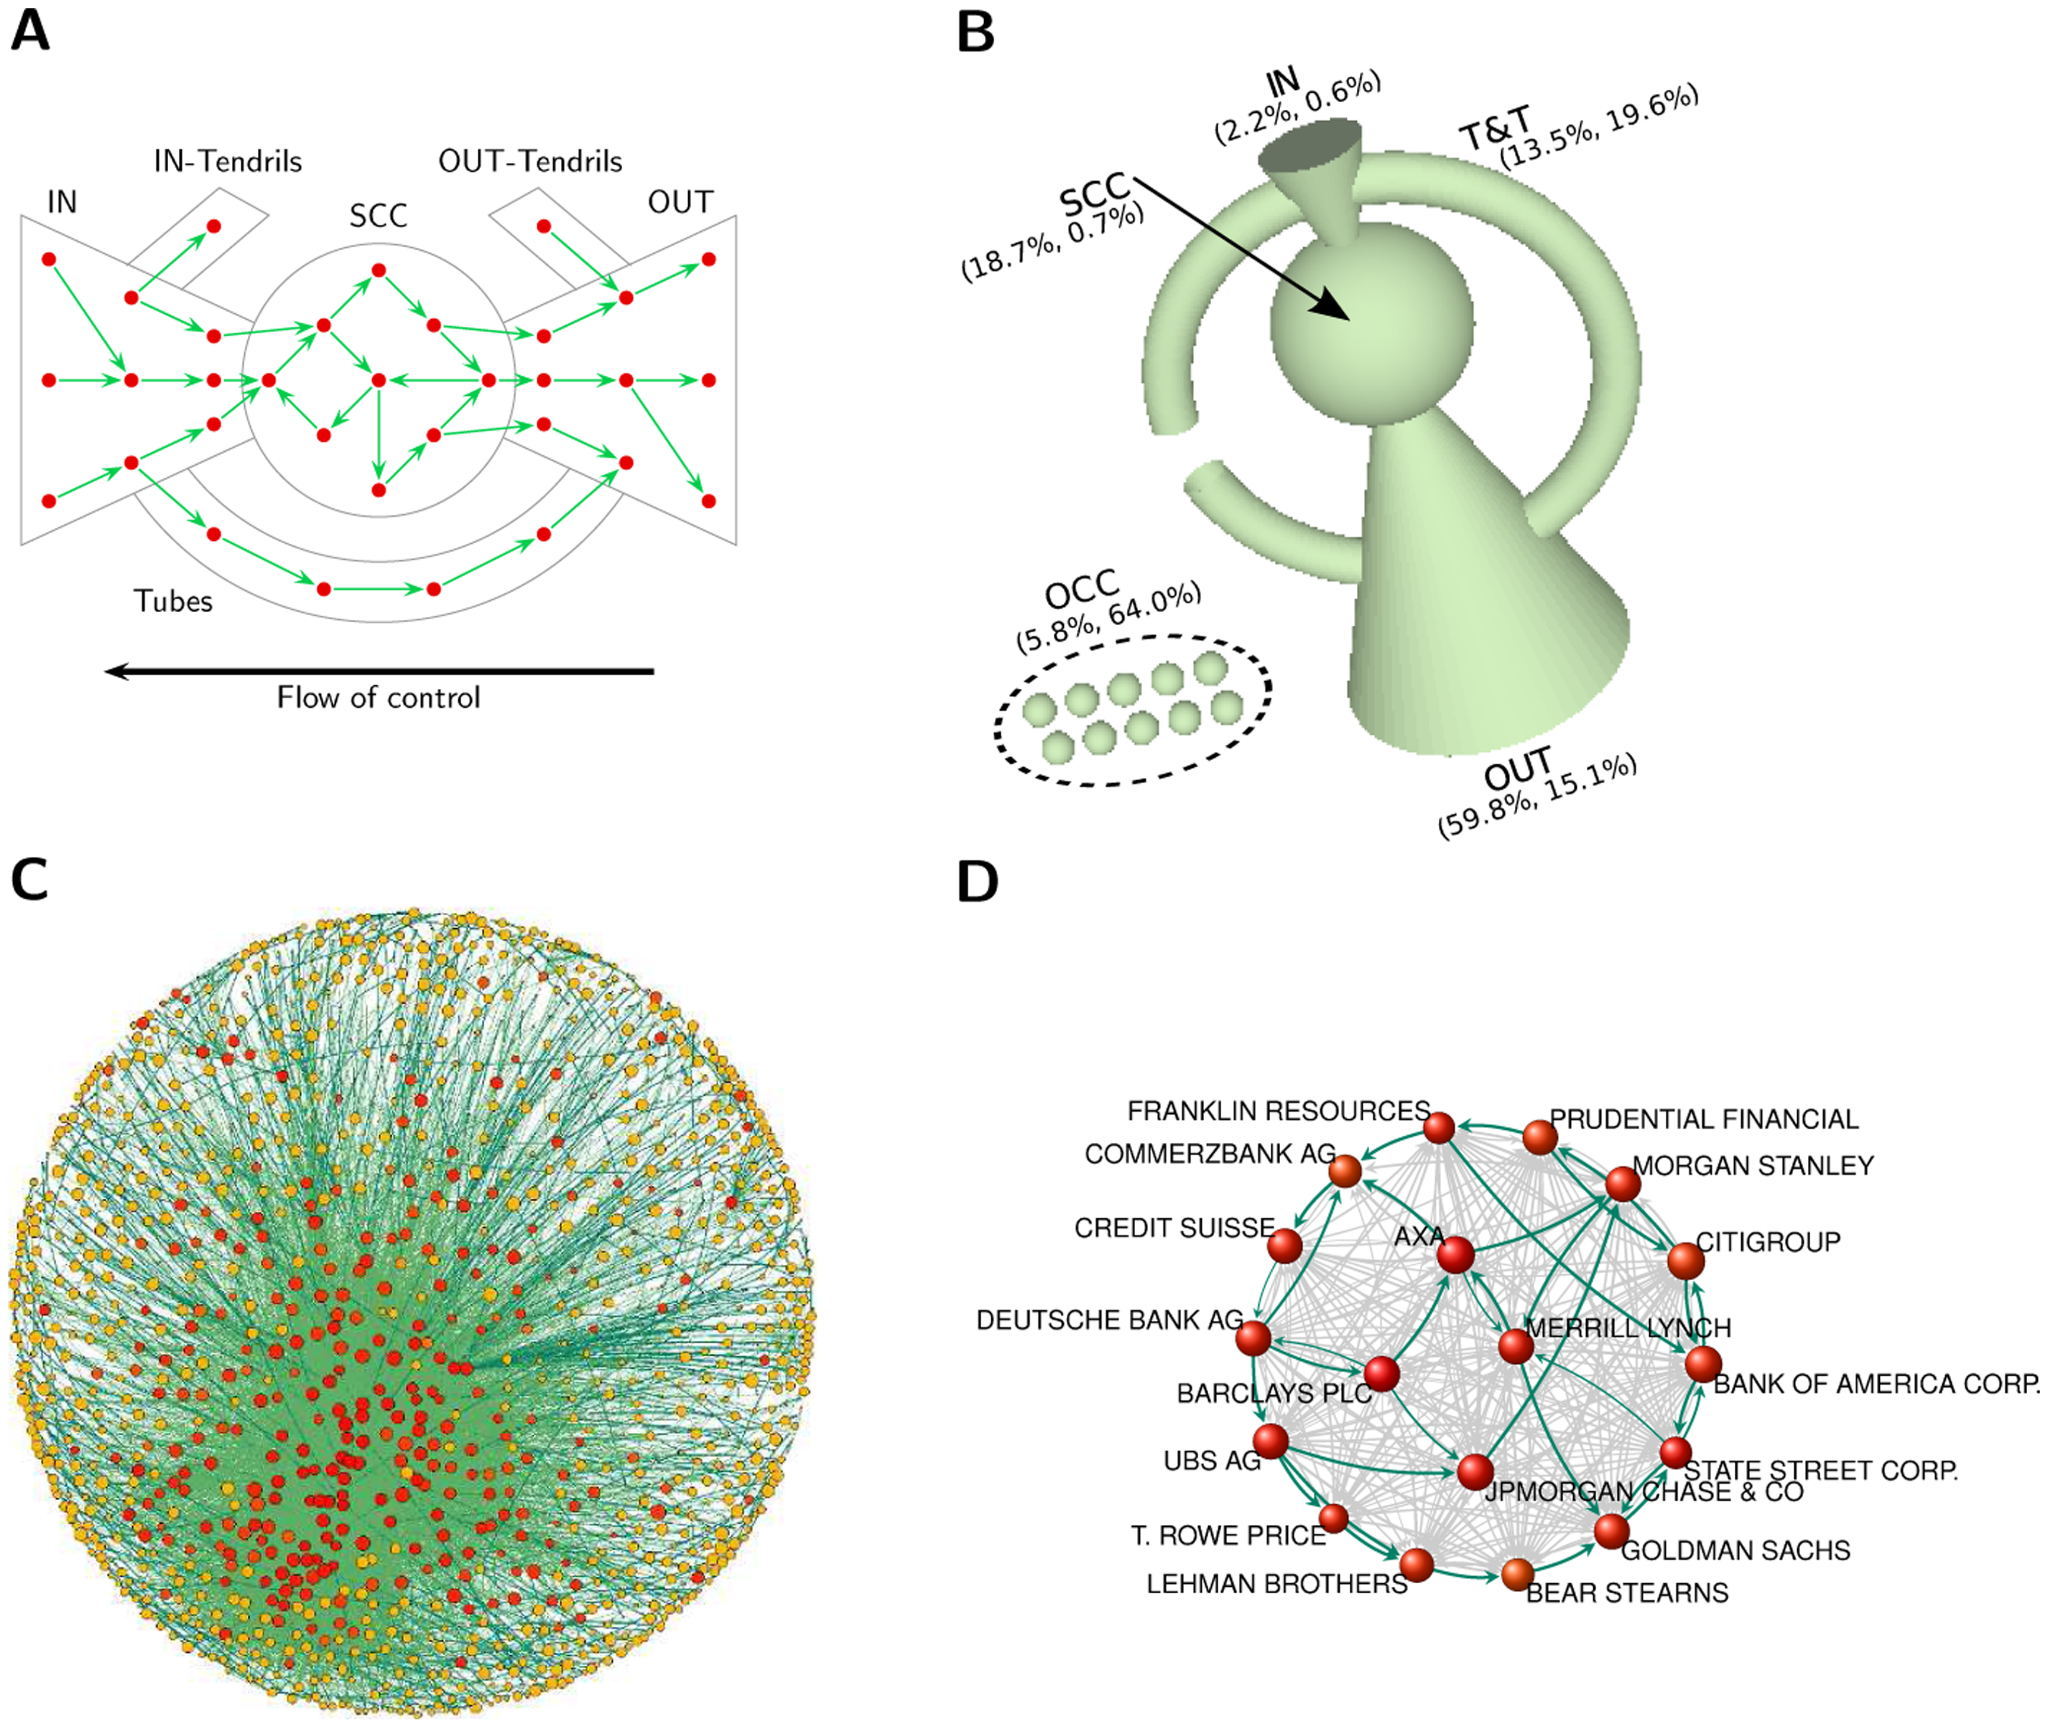 A
IN-Tendrils
OUT-Tendrils
IN
SCC
OUT
Tubes
Flow of control
B
IN
(2.2%, 0.6%)
T&T
(13.5%, 19.6%)
SCC
(18.7%, 0.7%)
OCC
(5.8%, 64.0%)
OUT
(59.8%, 15.1%)
C
D
FRANKLIN RESOURCES
PRUDENTIAL FINANCIAL
COMMERZBANK AG
MORGAN STANLEY
CREDIT SUISSE
AXA
CITIGROUP
DEUTSCHE BANK AG
MERRILL LYNCH
BARCLAYS PLC
BANK OF AMERICA CORP.
UBS AG
STATE STREET CORP.
JPMORGAN CHASE & CO
T. ROWE PRICE
GOLDMAN SACHS
LEHMAN BROTHERS
BEAR STEARNS